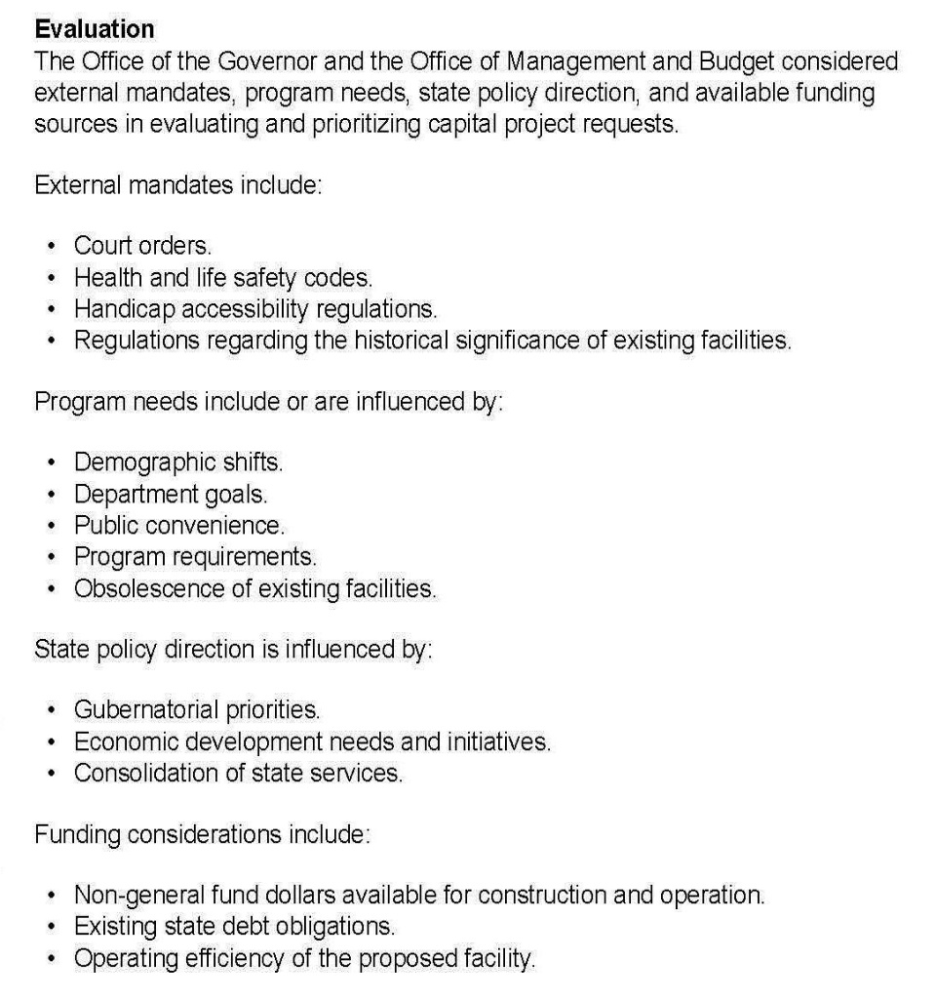 Evaluation
The Office of the Governor and the Office of Management and Budget considered
external mandates, program needs, state policy direction, and available funding
sources in evaluating and prioritizing capital project requests.
External mandates include:
• Court orders.
• Health and life safety codes.
• Handicap accessibility regulations.
• Regulations regarding the historical significance of existing facilities.
Program needs include or are influenced by:
• Demographic shifts.
• Department goals.
• Public convenience.
• Program requirements.
• Obsolescence of existing facilities.
State policy direction is influenced by:
• Gubernatorial priorities.
• Economic development needs and initiatives.
• Consolidation of state services.
Funding considerations include:
• Non-general fund dollars available for construction and operation.
• Existing state debt obligations.
• Operating efficiency of the proposed facility.